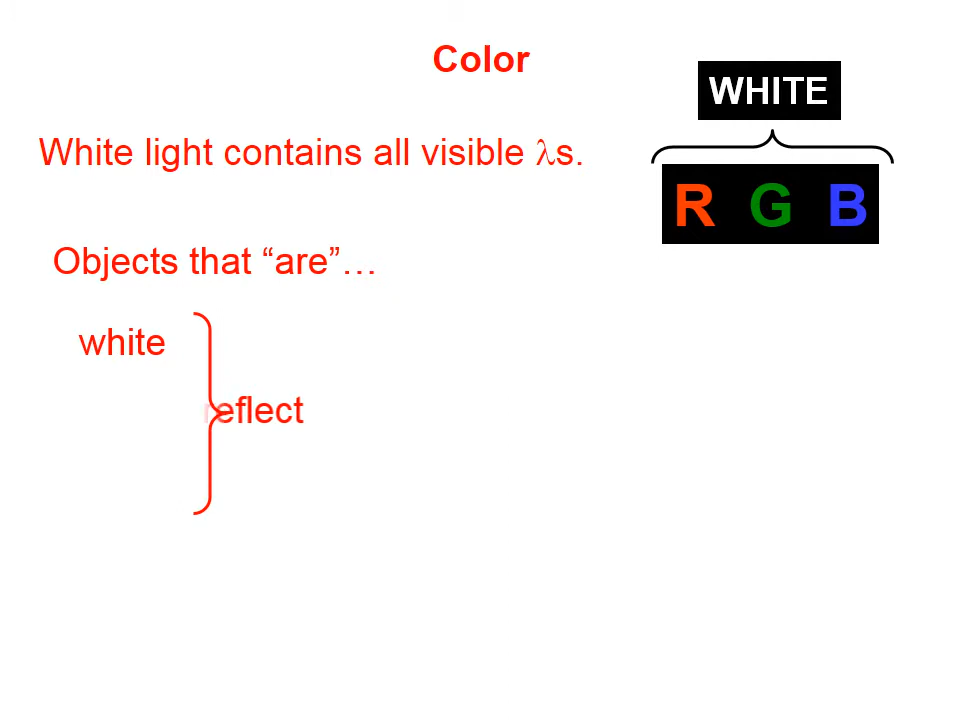 Color
WHITE
White light contains all visible λs.
R G B
Objects that “are”…
white
reflect